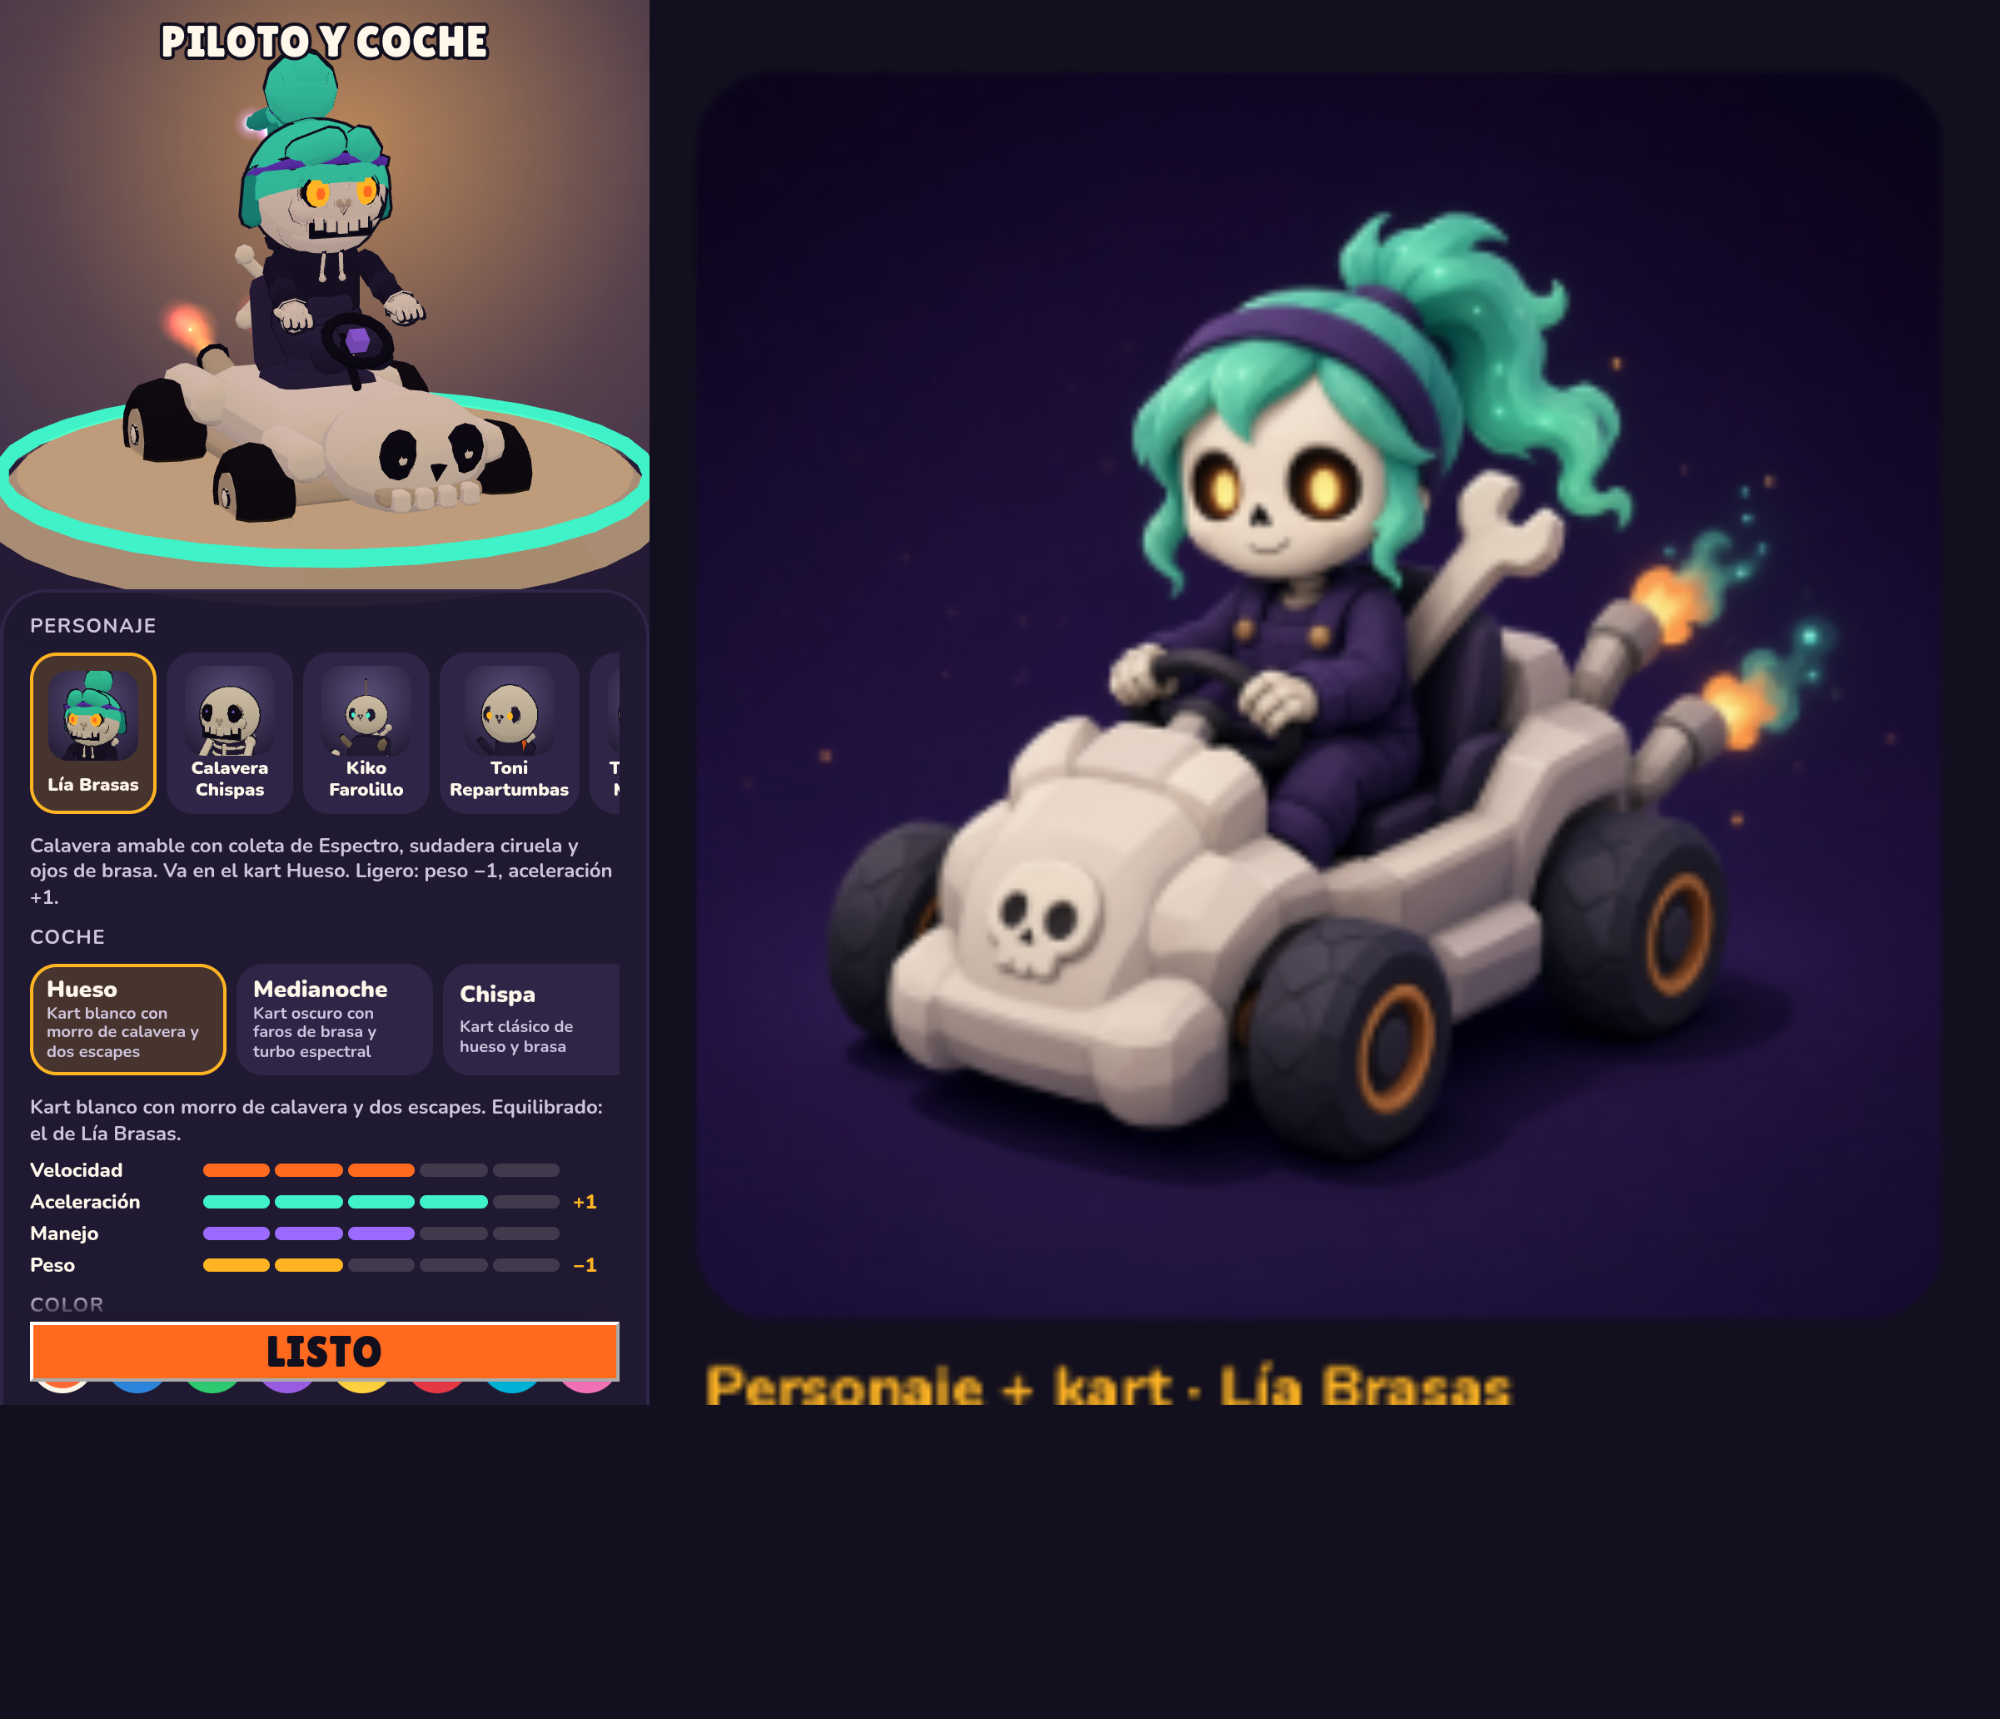 PILOTO Y COCHE
PERSONAJE
Lía Brasas
Calavera
Chispas
Kiko
Farolillo
Toni
Repartumbas
Calavera amable con coleta de Espectro, sudadera ciruela y
ojos de brasa. Va en el kart Hueso. Ligero: peso −1, aceleración
+1.
COCHE
Hueso
Kart blanco con
morro de calavera y
dos escapes
Medianoche
Kart oscuro con
faros de brasa y
turbo espectral
Chispa
Kart clásico de
hueso y brasa
Kart blanco con morro de calavera y dos escapes. Equilibrado:
el de Lía Brasas.
Velocidad
Aceleración +1
Manejo
Peso −1
COLOR
LISTO
Personaje + kart · Lía Brasas